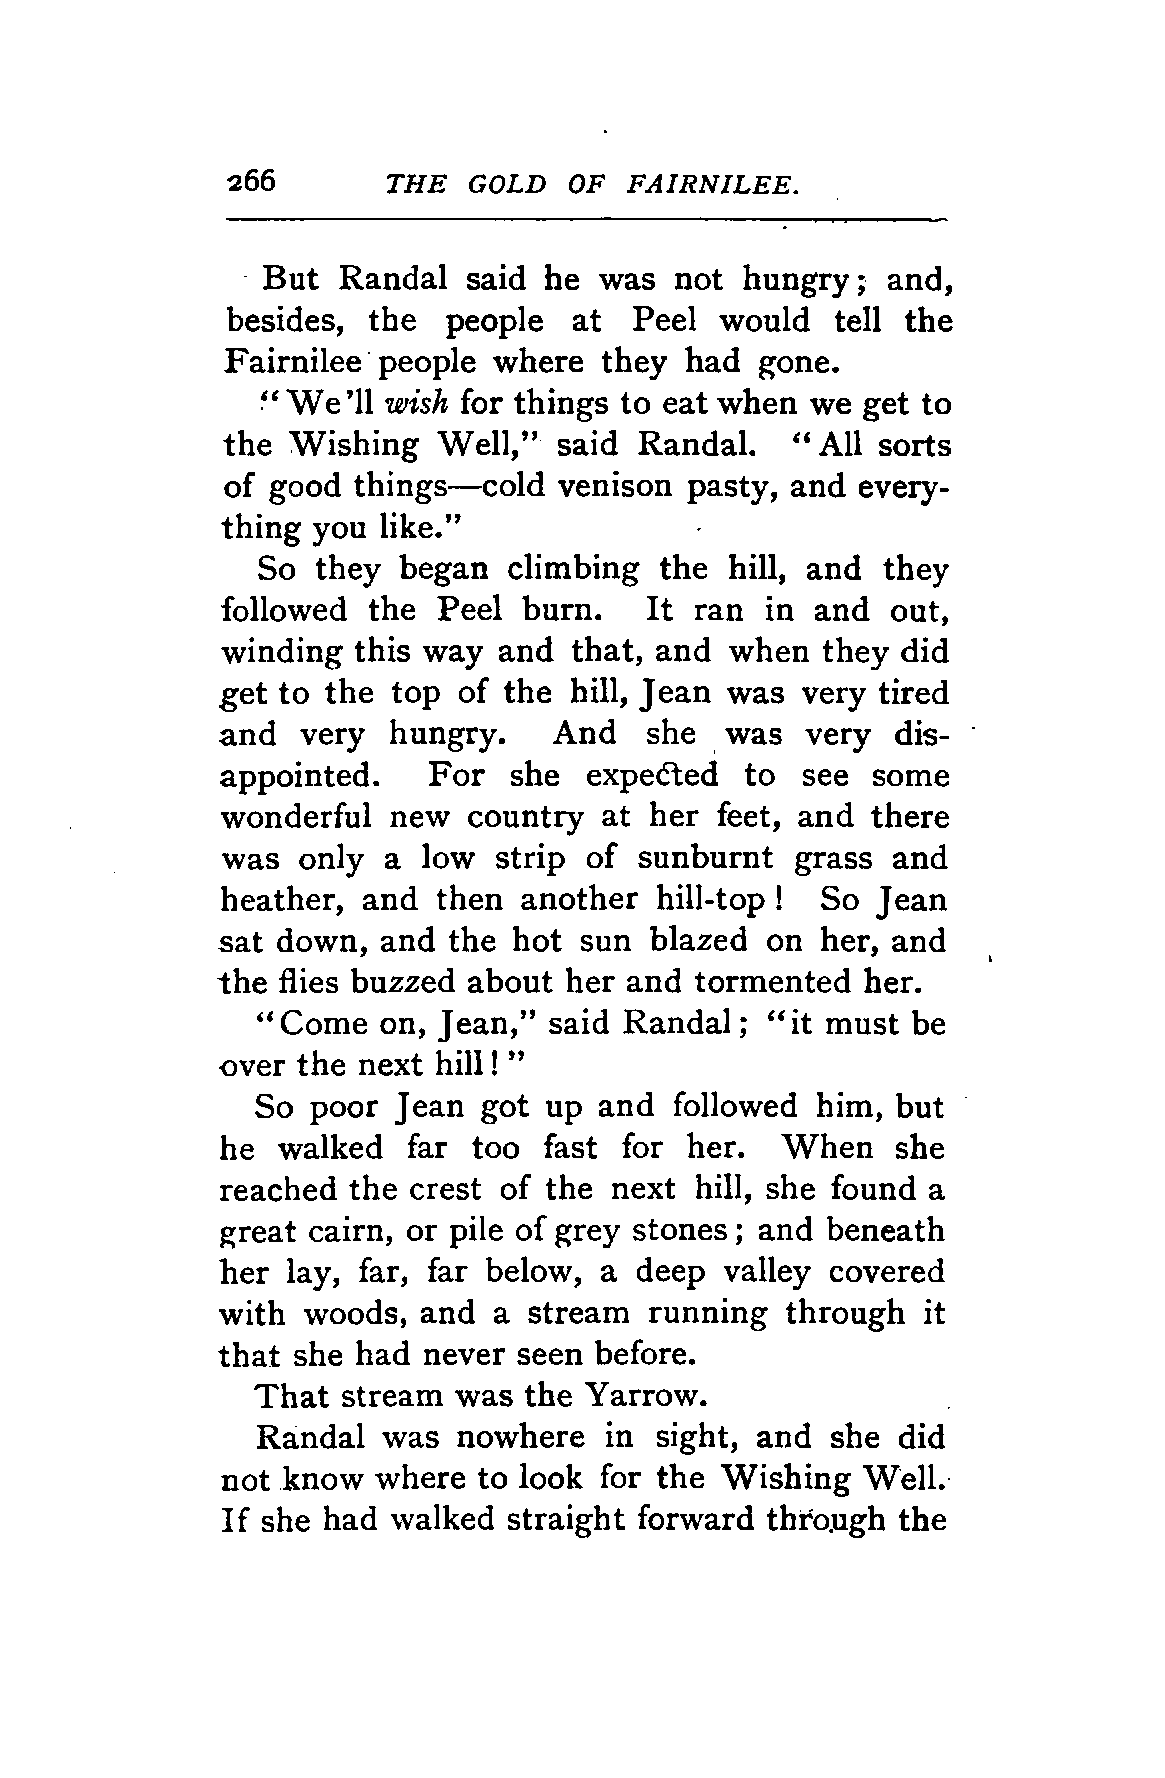 266 THE GOLD OF FAIRNILEE.
But Randal said he was not hungry; and,
besides, the people at Peel would tell the
Fairnilee people where they had gone.
“We’ll wish for things to eat when we get to
the Wishing Well,” said Randal. “All sorts
of good things—cold venison pasty, and every-
thing you like.”
So they began climbing the hill, and they
followed the Peel burn. It ran in and out,
winding this way and that, and when they did
get to the top of the hill, Jean was very tired
and very hungry. And she was very dis-
appointed. For she expected to see some
wonderful new country at her feet, and there
was only a low strip of sunburnt grass and
heather, and then another hill-top! So Jean
sat down, and the hot sun blazed on her, and
the flies buzzed about her and tormented her.
“Come on, Jean,” said Randal; “it must be
over the next hill!”
So poor Jean got up and followed him, but
he walked far too fast for her. When she
reached the crest of the next hill, she found a
great cairn, or pile of grey stones; and beneath
her lay, far, far below, a deep valley covered
with woods, and a stream running through it
that she had never seen before.
That stream was the Yarrow.
Randal was nowhere in sight, and she did
not know where to look for the Wishing Well.
If she had walked straight forward through the